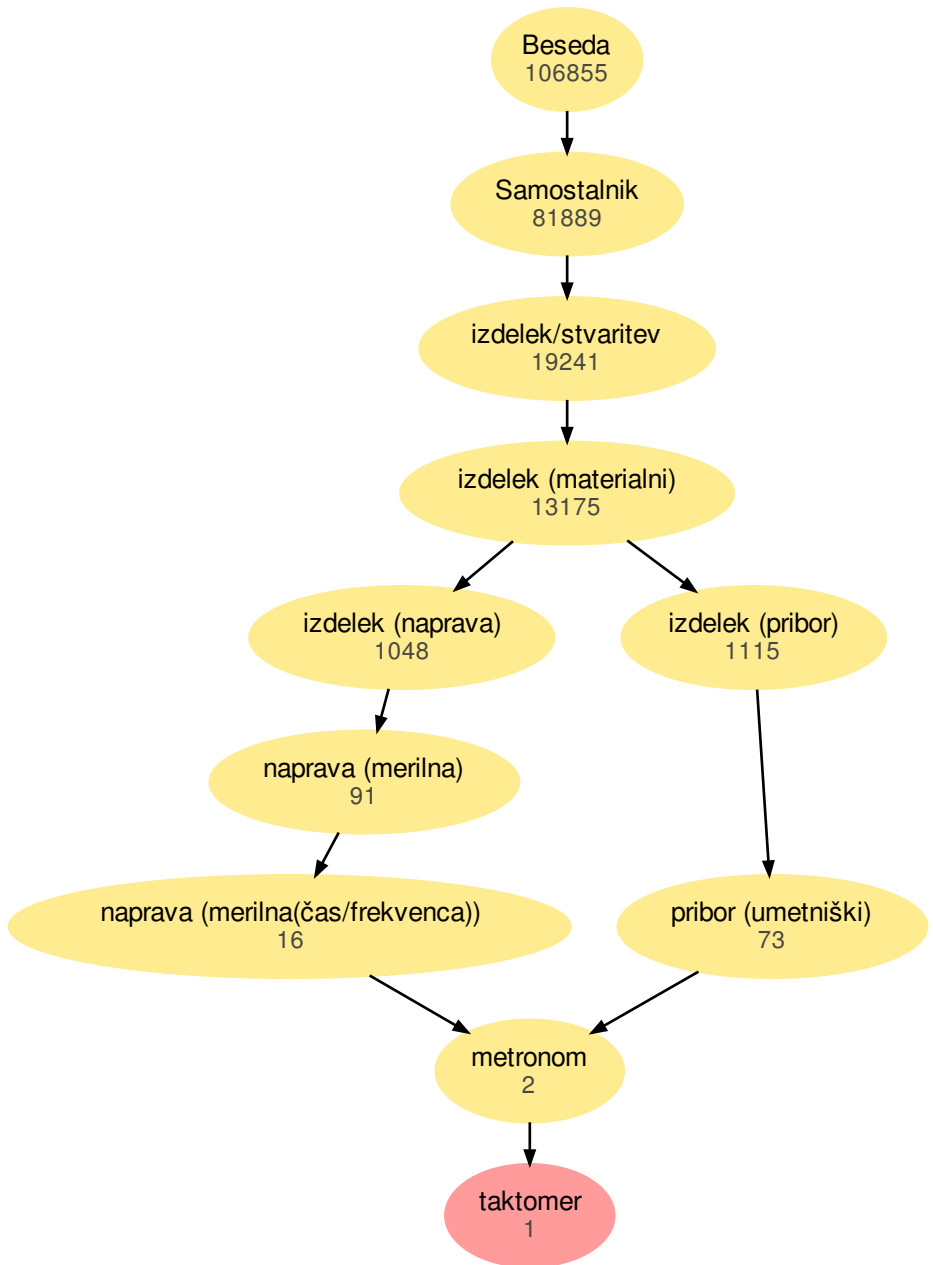 Beseda
106855
Samostalnik
81889
izdelek/stvaritev
19241
izdelek (materialni)
13175
izdelek (naprava)
1048
izdelek (pribor)
1115
naprava (merilna)
91
naprava (merilna(čas/frekvenca))
16
pribor (umetniški)
73
metronom
2
taktomer
1